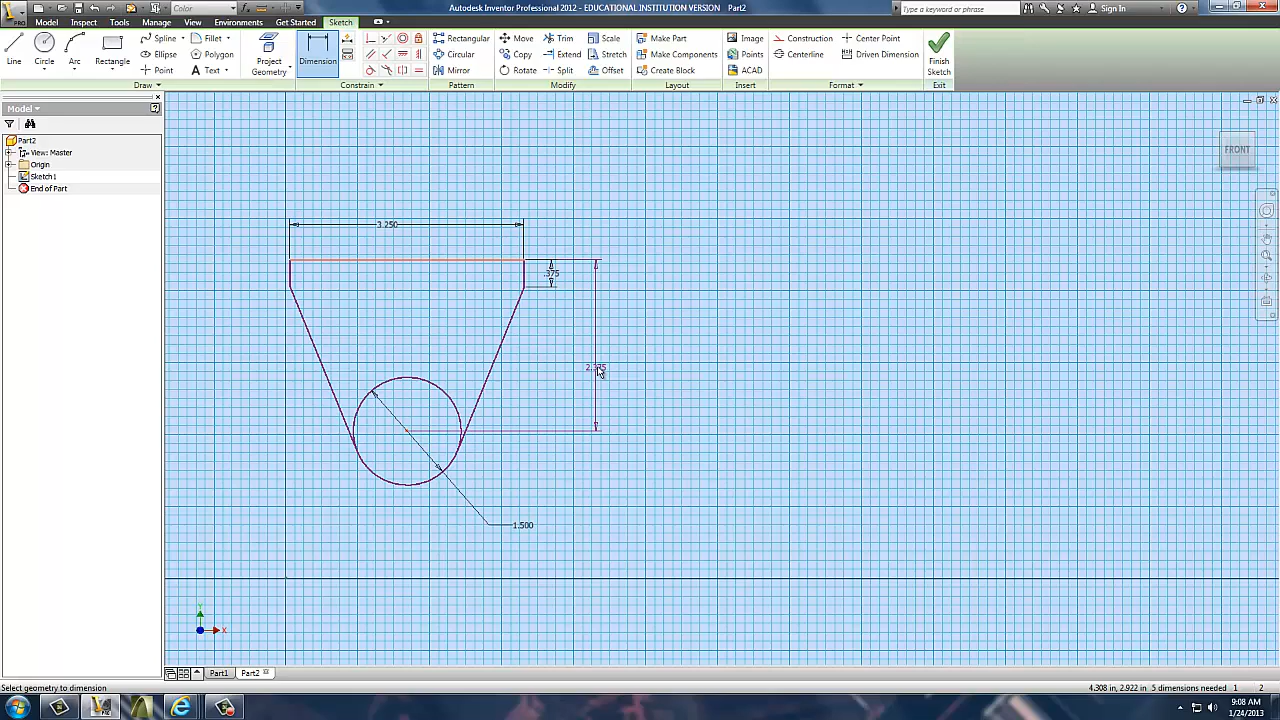 Color
Autodesk Inventor Professional 2012 - EDUCATIONAL INSTITUTION VERSION Part2
Type a keyword or phrase
Sign In
PRO
Model Inspect Tools Manage View Environments Get Started Sketch
Line
Circle
Arc
Rectangle
Spline
Ellipse
Point
Fillet
Polygon
Text
Project
Geometry
Dimension
Rectangular
Circular
Mirror
Move
Copy
Rotate
Trim
Extend
Split
Scale
Stretch
Offset
Make Part
Make Components
Create Block
Image
Points
ACAD
Construction
Centerline
Center Point
Driven Dimension
Finish
Sketch
Draw Constrain Pattern Modify Layout Insert Format Exit
Model
Part2
View: Master
Origin
Sketch1
End of Part
FRONT
3.250
.375
1.500
Y
X
Part1 Part2
Select geometry to dimension
4.308 in, 2.922 in 5 dimensions needed 1 2
9:08 AM
1/24/2013